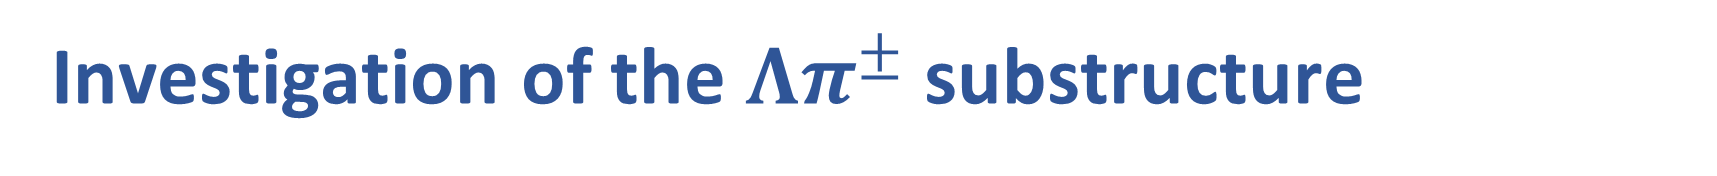 Investigation of the Λπ± substructure